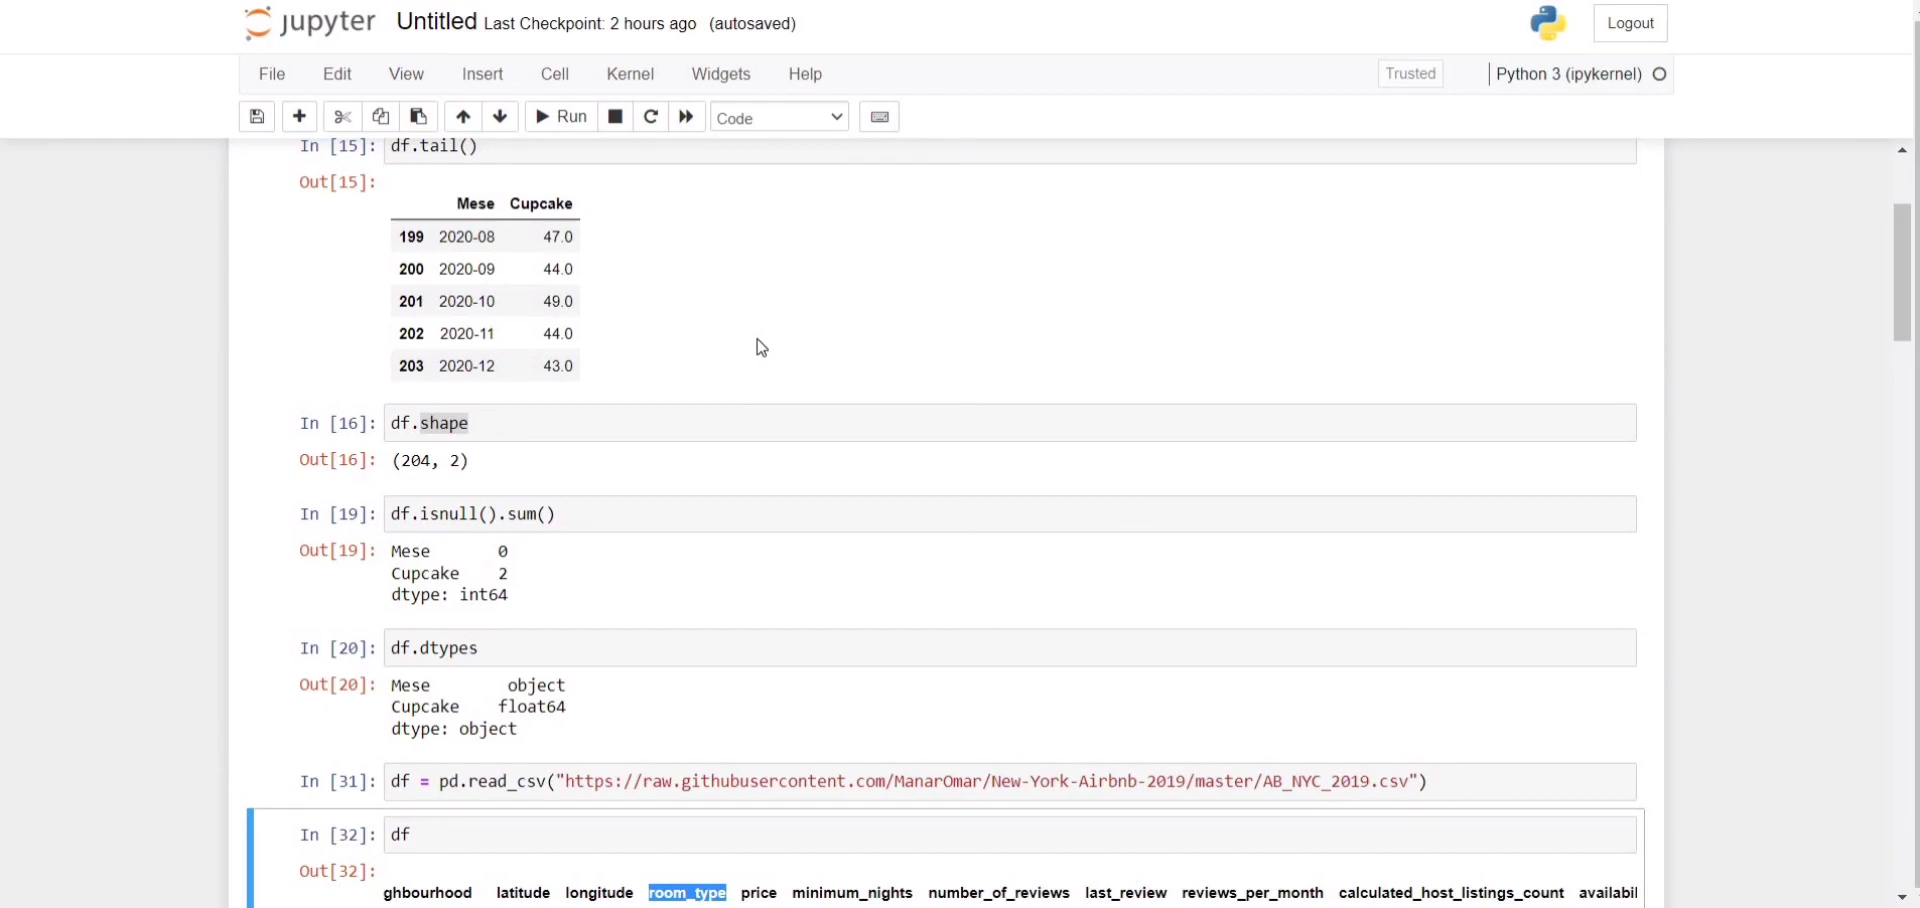 jupyter Untitled Last Checkpoint: 2 hours ago (autosaved) Logout
File Edit View Insert Cell Kernel Widgets Help Trusted Python 3 (ipykernel)
Run Code
In [15]: df.tail()
Out[15]:
Mese Cupcake
199 2020-08 47.0
200 2020-09 44.0
201 2020-10 49.0
202 2020-11 44.0
203 2020-12 43.0
In [16]: df.shape
Out[16]: (204, 2)
In [19]: df.isnull().sum()
Out[19]: Mese 0
Cupcake 2
dtype: int64
In [20]: df.dtypes
Out[20]: Mese object
Cupcake float64
dtype: object
In [31]: df = pd.read_csv("https://raw.githubusercontent.com/ManarOmar/New-York-Airbnb-2019/master/AB_NYC_2019.csv")
In [32]: df
Out[32]:
ghbourhood latitude longitude room_type price minimum_nights number_of_reviews last_review reviews_per_month calculated_host_listings_count availabil